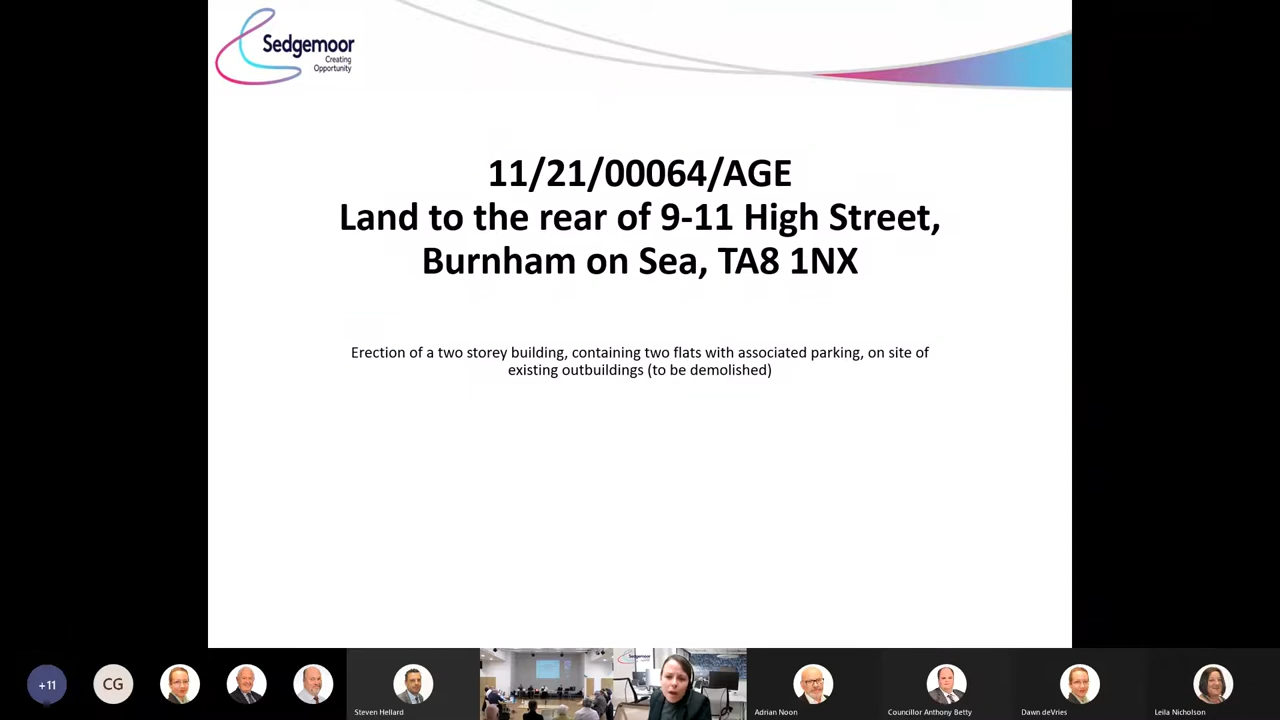 Sedgemoor
Creating
Opportunity
11/21/00064/AGE
Land to the rear of 9-11 High Street,
Burnham on Sea, TA8 1NX
Erection of a two storey building, containing two flats with associated parking, on site of
existing outbuildings (to be demolished)
+11
CG
Steven Hellard
Sedgemoor
Adrian Noon
Councillor Anthony Betty
Dawn deVries
Leila Nicholson